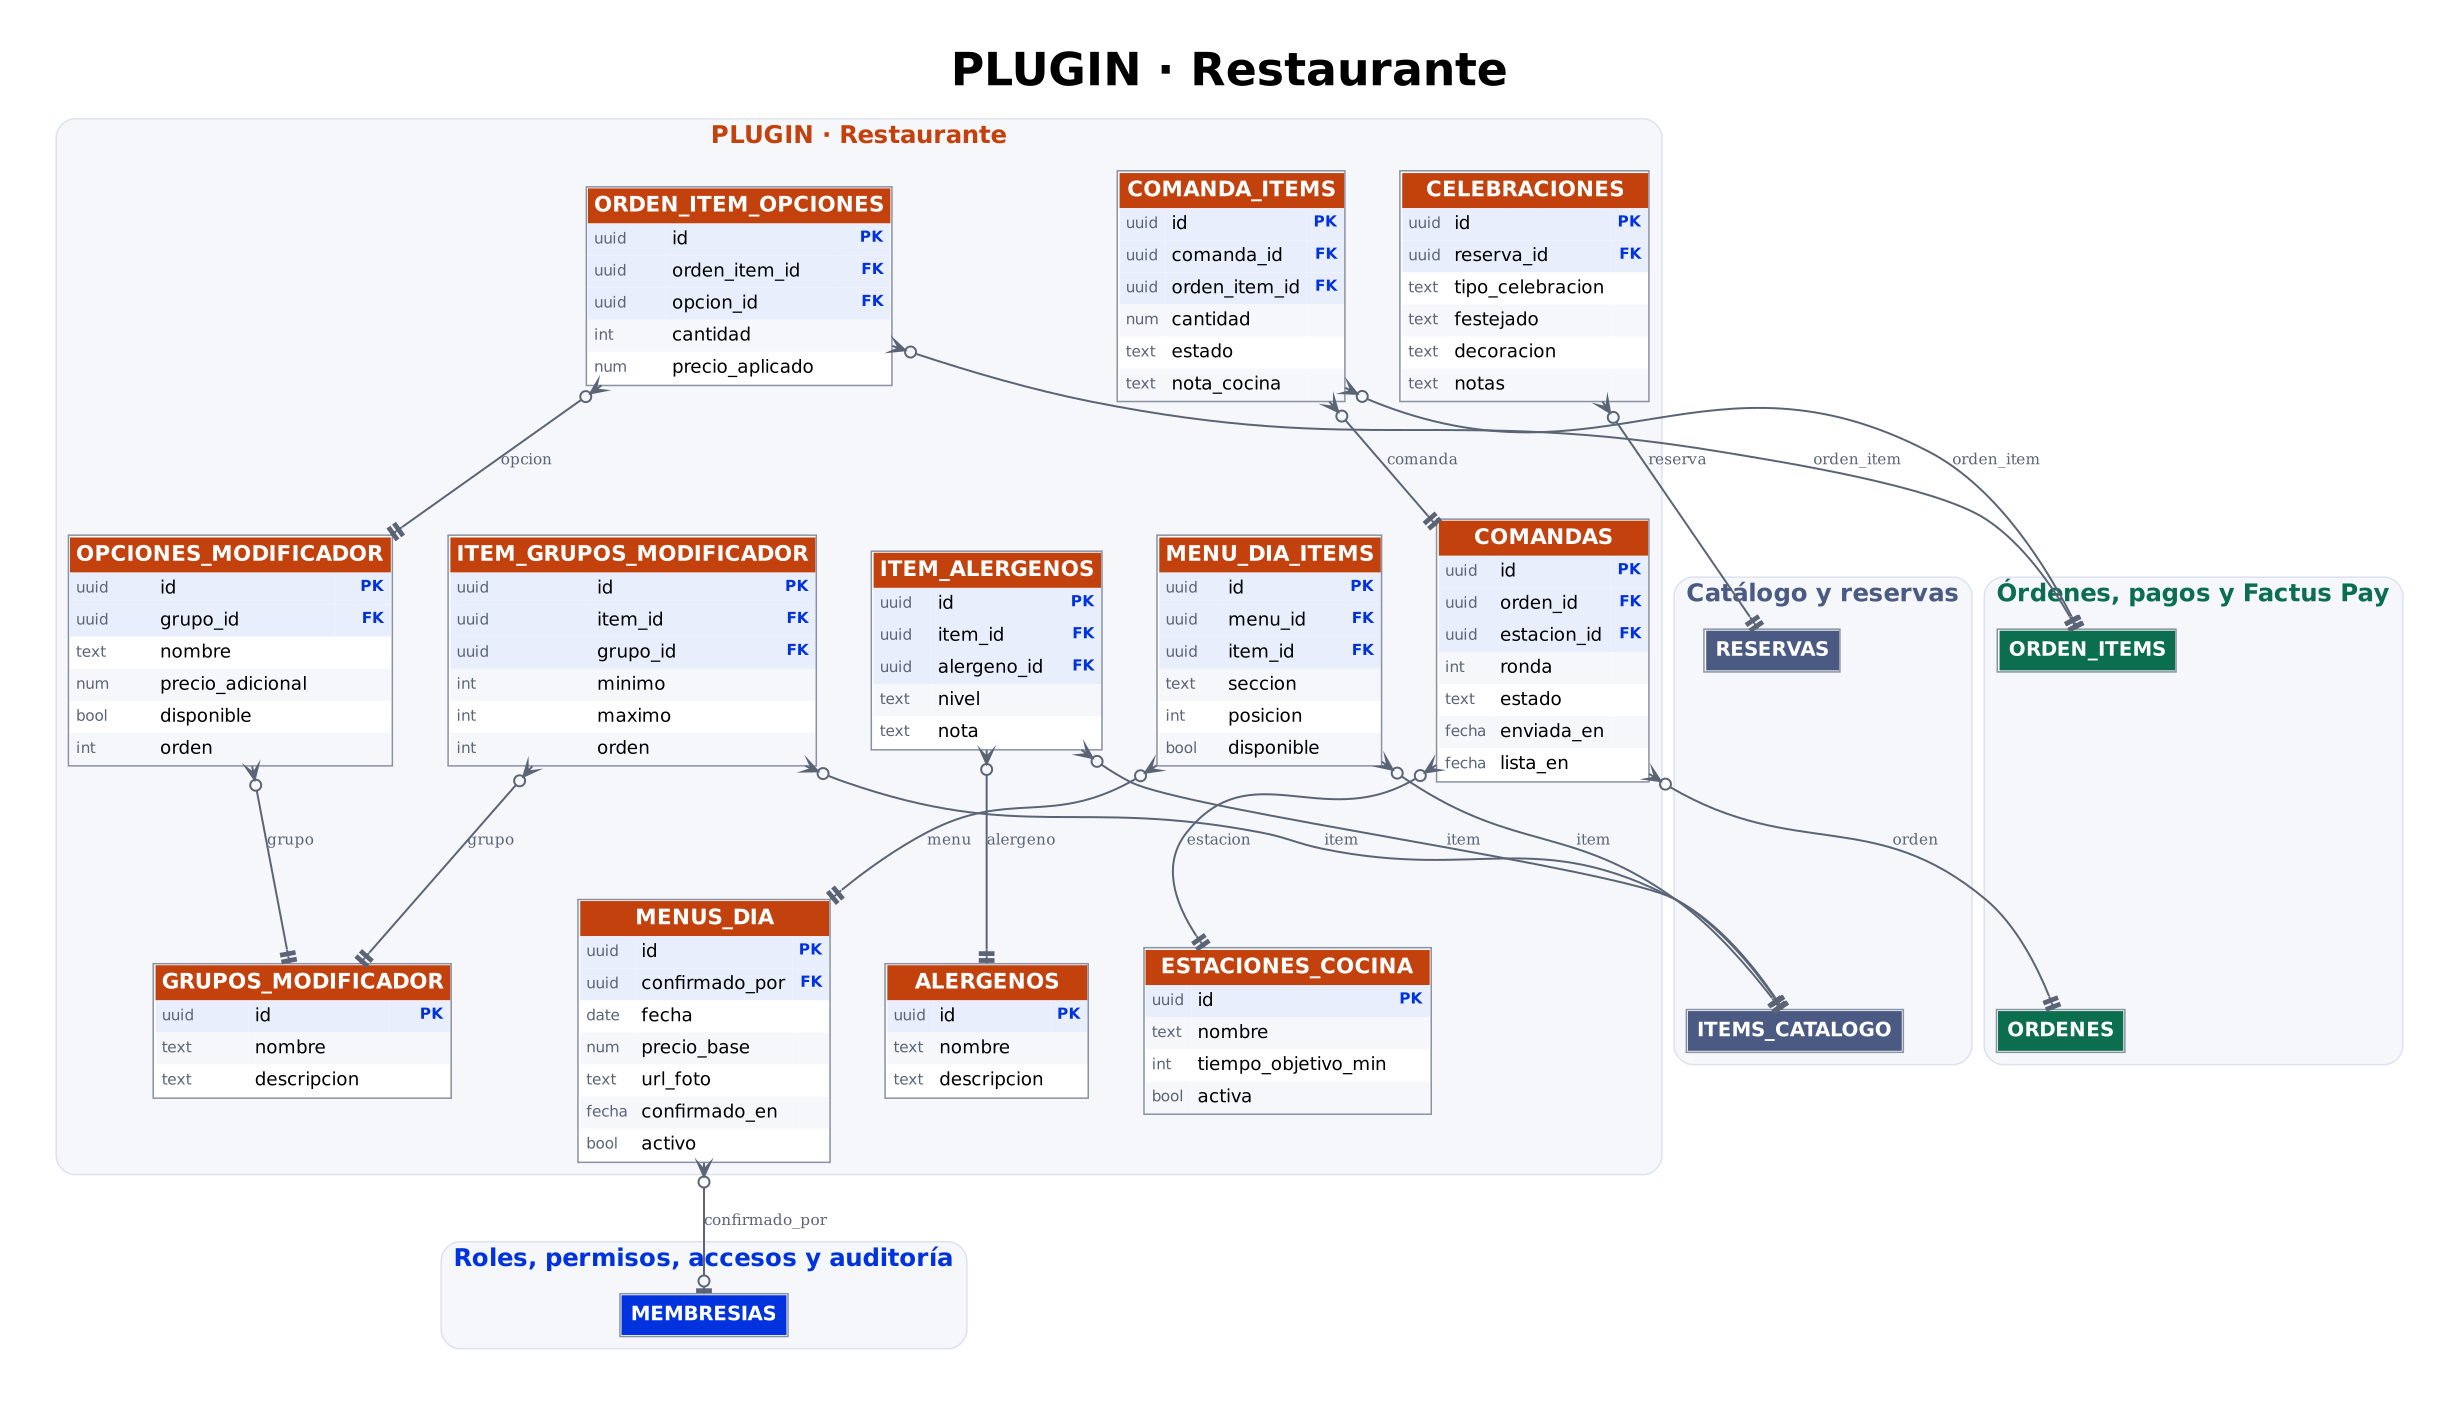 PLUGIN · Restaurante
PLUGIN · Restaurante
ORDEN_ITEM_OPCIONES
uuid id PK
uuid orden_item_id FK
uuid opcion_id FK
int cantidad
num precio_aplicado
COMANDA_ITEMS
uuid id PK
uuid comanda_id FK
uuid orden_item_id FK
num cantidad
text estado
text nota_cocina
CELEBRACIONES
uuid id PK
uuid reserva_id FK
text tipo_celebracion
text festejado
text decoracion
text notas
opcion
comanda
reserva
orden_item
orden_item
OPCIONES_MODIFICADOR
uuid id PK
uuid grupo_id FK
text nombre
num precio_adicional
bool disponible
int orden
ITEM_GRUPOS_MODIFICADOR
uuid id PK
uuid item_id FK
uuid grupo_id FK
int minimo
int maximo
int orden
ITEM_ALERGENOS
uuid id PK
uuid item_id FK
uuid alergeno_id FK
text nivel
text nota
MENU_DIA_ITEMS
uuid id PK
uuid menu_id FK
uuid item_id FK
text seccion
int posicion
bool disponible
COMANDAS
uuid id PK
uuid orden_id FK
uuid estacion_id FK
int ronda
text estado
fecha enviada_en
fecha lista_en
Catálogo y reservas
RESERVAS
Órdenes, pagos y Factus Pay
ORDEN_ITEMS
grupo
grupo
menu
alergeno
estacion
item
item
item
orden
GRUPOS_MODIFICADOR
uuid id PK
text nombre
text descripcion
MENUS_DIA
uuid id PK
uuid confirmado_por FK
date fecha
num precio_base
text url_foto
fecha confirmado_en
bool activo
ALERGENOS
uuid id PK
text nombre
text descripcion
ESTACIONES_COCINA
uuid id PK
text nombre
int tiempo_objetivo_min
bool activa
ITEMS_CATALOGO
ORDENES
confirmado_por
Roles, permisos, accesos y auditoría
MEMBRESIAS